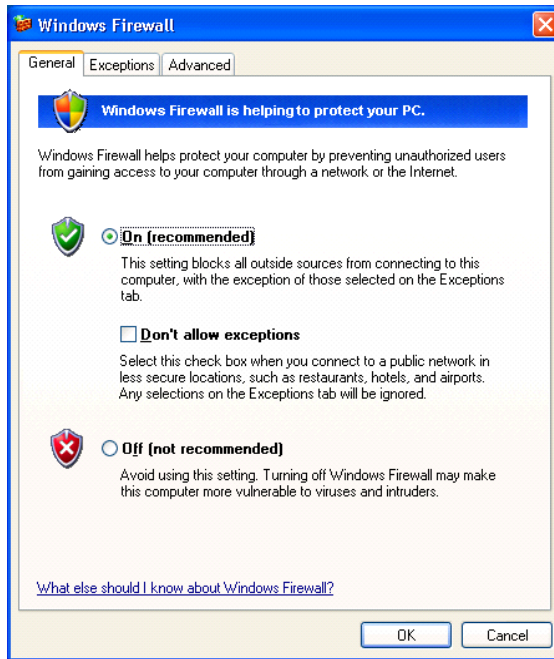 Windows Firewall
General Exceptions Advanced
Windows Firewall is helping to protect your PC.
Windows Firewall helps protect your computer by preventing unauthorized users
from gaining access to your computer through a network or the Internet.
On (recommended)
This setting blocks all outside sources from connecting to this
computer, with the exception of those selected on the Exceptions
tab.
Don't allow exceptions
Select this check box when you connect to a public network in
less secure locations, such as restaurants, hotels, and airports.
Any selections on the Exceptions tab will be ignored.
Off (not recommended)
Avoid using this setting. Turning off Windows Firewall may make
this computer more vulnerable to viruses and intruders.
What else should I know about Windows Firewall?
OK Cancel